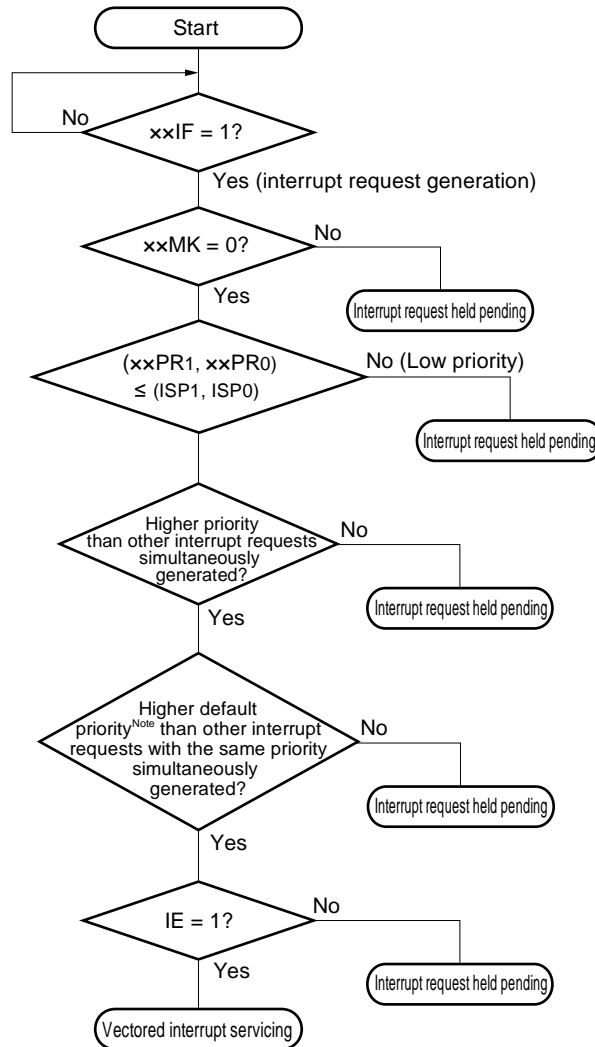 Start
No
××IF = 1?
Yes (interrupt request generation)
No
××MK = 0?
Yes
Interrupt request held pending
(××PR1, ××PR0)
≤ (ISP1, ISP0)
No (Low priority)
Interrupt request held pending
Higher priority
than other interrupt requests
simultaneously
generated?
No
Interrupt request held pending
Yes
Higher default
priorityNote than other interrupt
requests with the same priority
simultaneously
generated?
No
Interrupt request held pending
Yes
IE = 1?
No
Interrupt request held pending
Yes
Vectored interrupt servicing